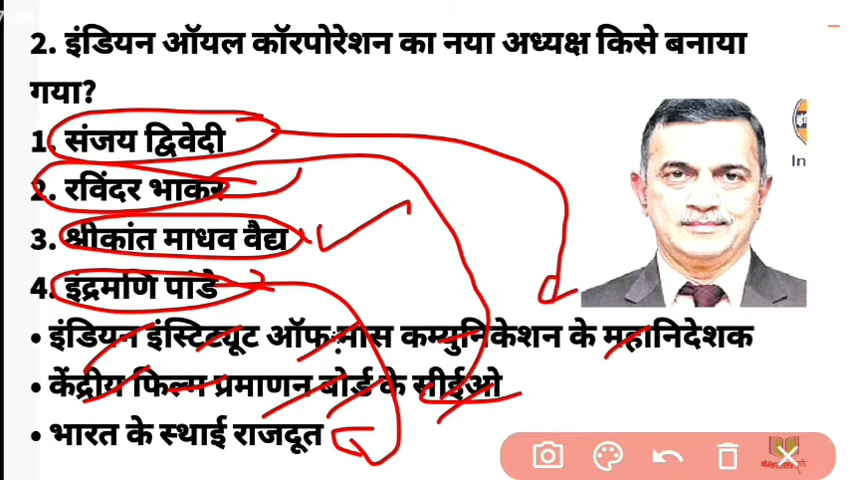 2. इंडियन ऑयल कॉरपोरेशन का नया अध्यक्ष किसे बनाया
गया?
1. संजय द्विवेदी
2. रविंदर भाकर
3. श्रीकांत माधव वैद्य
4. इंद्रमणि पांडे
In
• इंडियन इंस्टिट्यूट ऑफ़ मास कम्युनिकेशन के महानिदेशक
• केंद्रीय फिल्म प्रमाणन बोर्ड के सीईओ
• भारत के स्थाई राजदूत